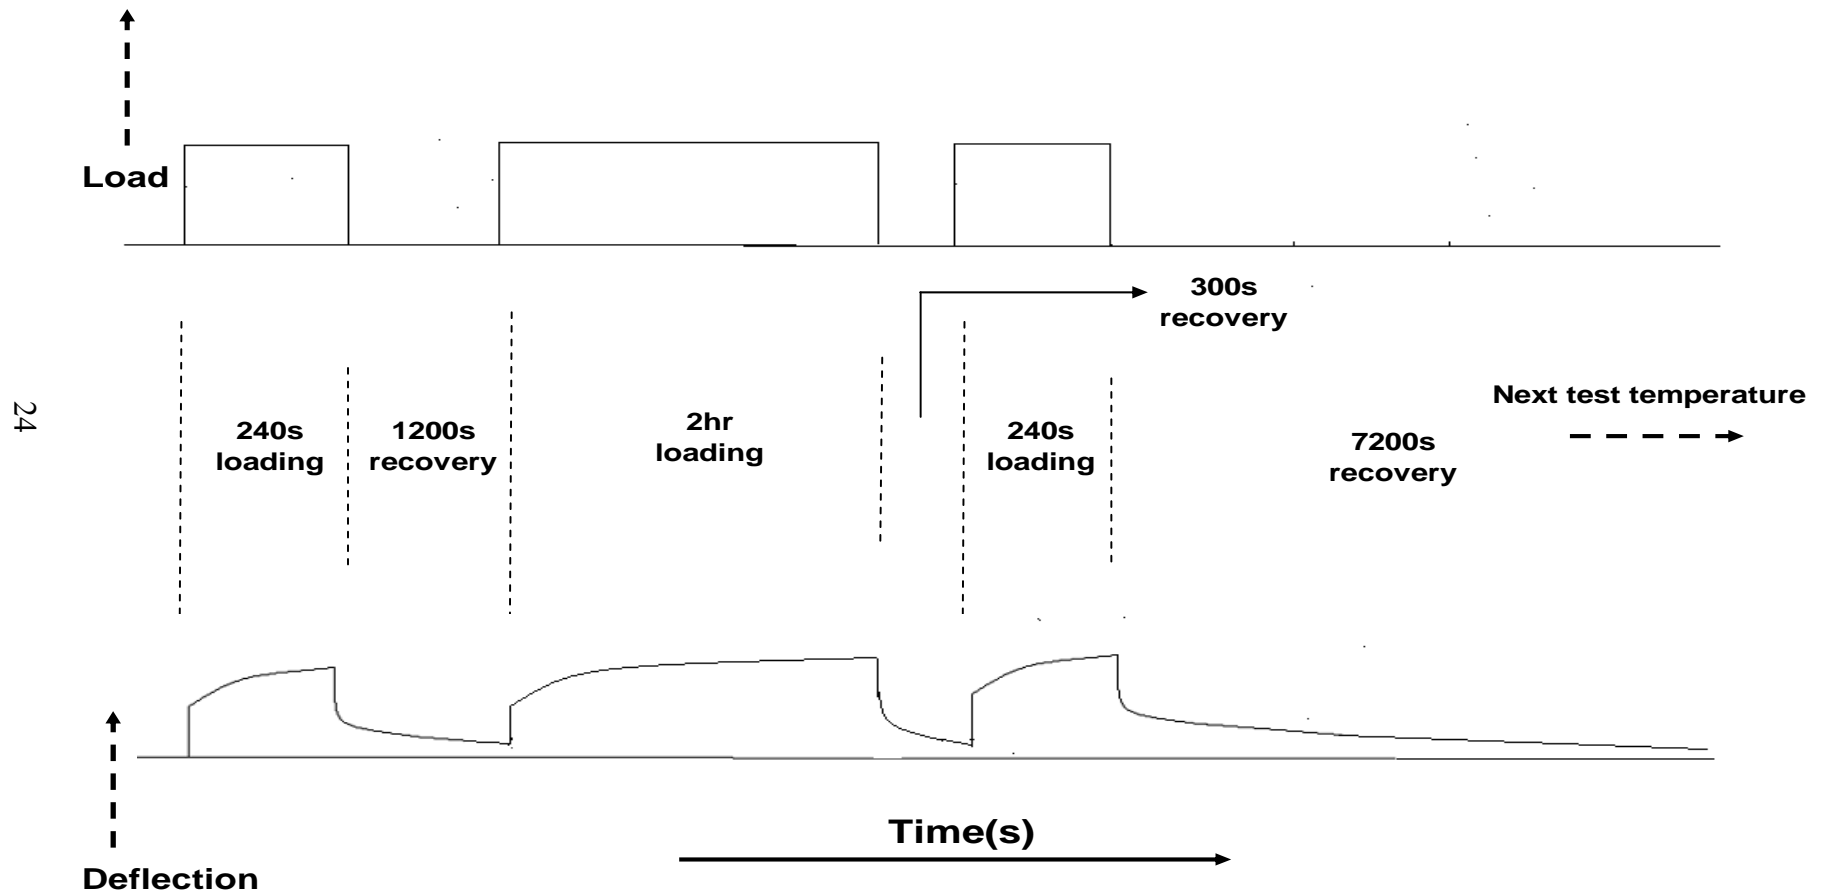 Load
300s
recovery
Next test temperature
24
240s
loading
1200s
recovery
2hr
loading
240s
loading
7200s
recovery
Time(s)
Deflection